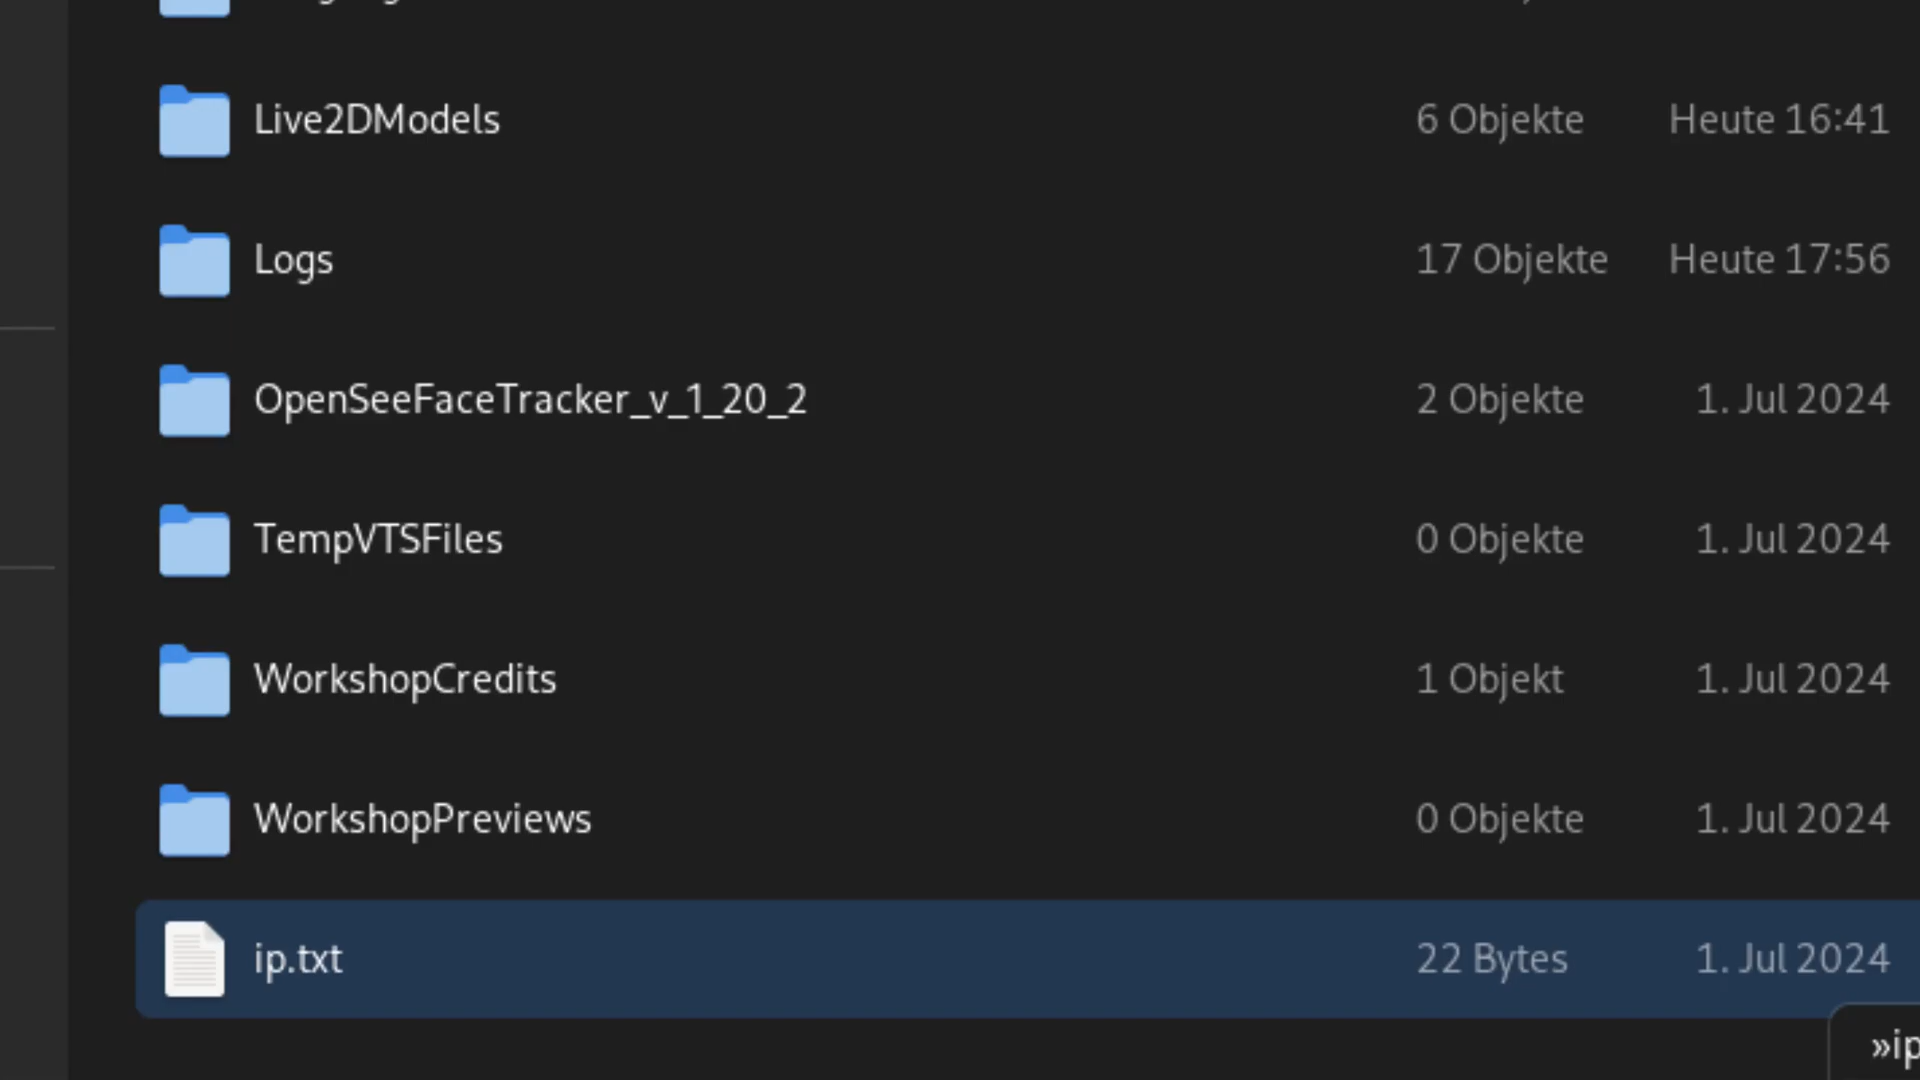 Live2DModels 6 Objekte Heute 16:41
Logs 17 Objekte Heute 17:56
OpenSeeFaceTracker_v_1_20_2 2 Objekte 1. Jul 2024
TempVTSFiles 0 Objekte 1. Jul 2024
WorkshopCredits 1 Objekt 1. Jul 2024
WorkshopPreviews 0 Objekte 1. Jul 2024
ip.txt 22 Bytes 1. Jul 2024
»ip